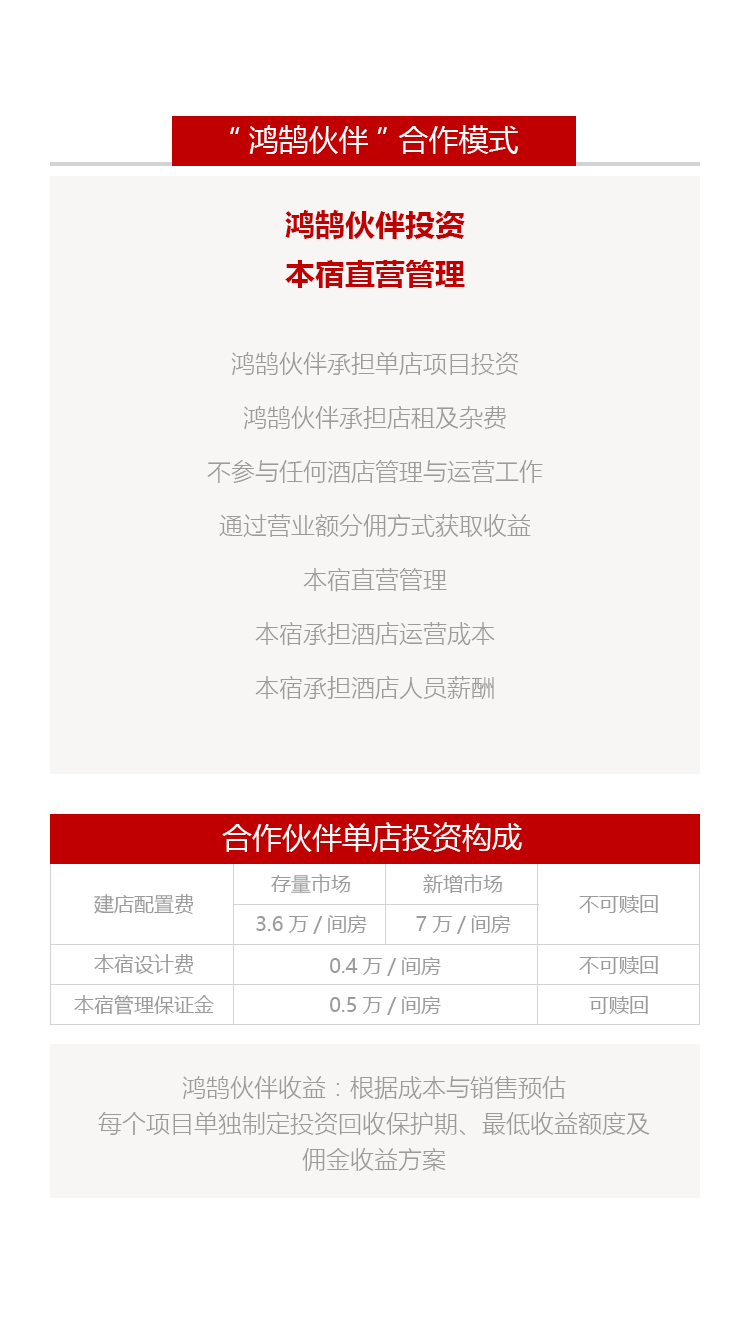 “鸿鹄伙伴”合作模式
鸿鹄伙伴投资
本宿直营管理
鸿鹄伙伴承担单店项目投资
鸿鹄伙伴承担店租及杂费
不参与任何酒店管理与运营工作
通过营业额分佣方式获取收益
本宿直营管理
本宿承担酒店运营成本
本宿承担酒店人员薪酬
合作伙伴单店投资构成
建店配置费 存量市场 新增市场 不可赎回
3.6 万 / 间房 7 万 / 间房
本宿设计费 0.4 万 / 间房 不可赎回
本宿管理保证金 0.5 万 / 间房 可赎回
鸿鹄伙伴收益：根据成本与销售预估
每个项目单独制定投资回收保护期、最低收益额度及
佣金收益方案